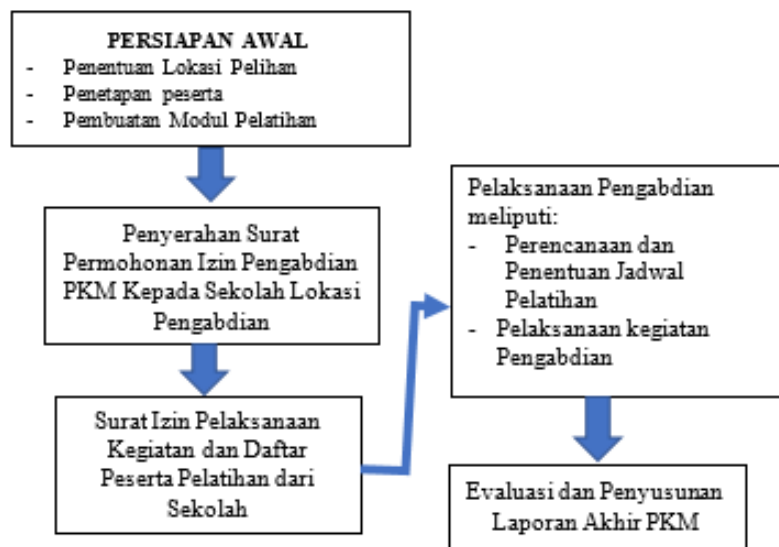 PERSIAPAN AWAL
- Penentuan Lokasi Pelihan
- Penetapan peserta
- Pembuatan Modul Pelatihan
Penyerahan Surat
Permohonan Izin Pengabdian
PKM Kepada Sekolah Lokasi
Pengabdian
Surat Izin Pelaksanaan
Kegiatan dan Daftar
Peserta Pelatihan dari
Sekolah
Pelaksanaan Pengabdian
meliputi:
- Perencanaan dan
Penentuan Jadwal
Pelatihan
- Pelaksanaan kegiatan
Pengabdian
Evaluasi dan Penyusunan
Laporan Akhir PKM